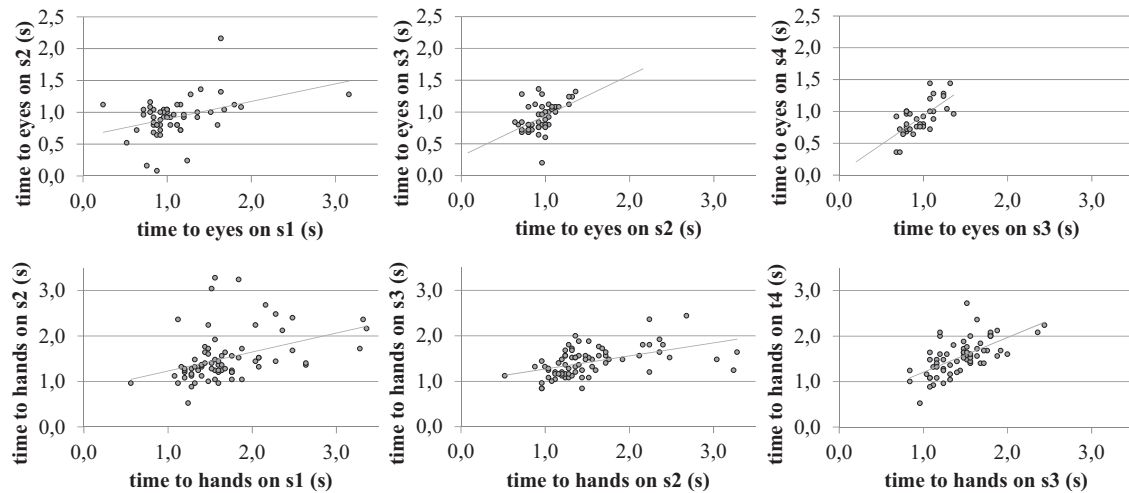 time to eyes on s2 (s)
2,5
2,0
1,5
1,0
0,5
0,0
0,0 1,0 2,0 3,0
time to eyes on s1 (s)
time to eyes on s3 (s)
2,5
2,0
1,5
1,0
0,5
0,0
0,0 1,0 2,0 3,0
time to eyes on s2 (s)
time to eyes on s4 (s)
2,5
2,0
1,5
1,0
0,5
0,0
0,0 1,0 2,0 3,0
time to eyes on s3 (s)
time to hands on s2 (s)
3,0
2,0
1,0
0,0
0,0 1,0 2,0 3,0
time to hands on s1 (s)
time to hands on s3 (s)
3,0
2,0
1,0
0,0
0,0 1,0 2,0 3,0
time to hands on s2 (s)
time to hands on t4 (s)
3,0
2,0
1,0
0,0
0,0 1,0 2,0 3,0
time to hands on s3 (s)